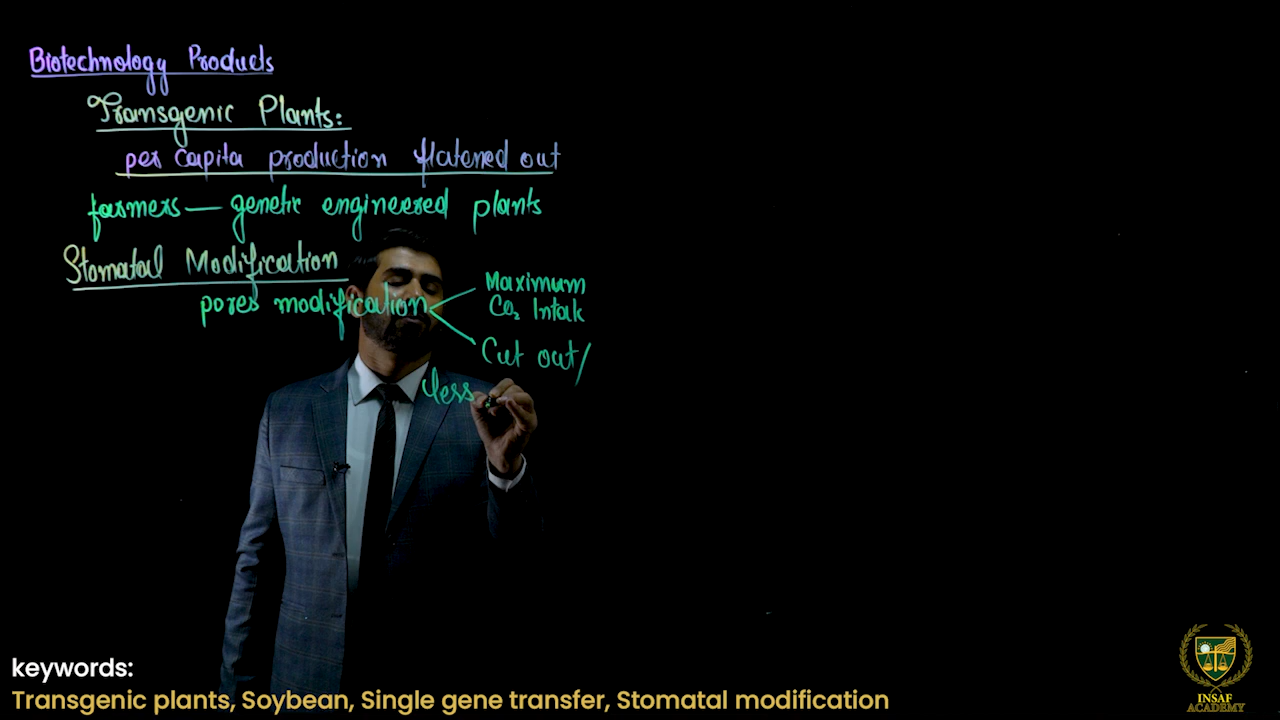 Biotechnology Products
Transgenic Plants:
per capita production flatened out
farmers — genetic engineered plants
Stomatal Modification
pores modification
Maximum
CO₂ Intak
Cut out/
less
keywords:
Transgenic plants, Soybean, Single gene transfer, Stomatal modification
INSAF
ACADEMY